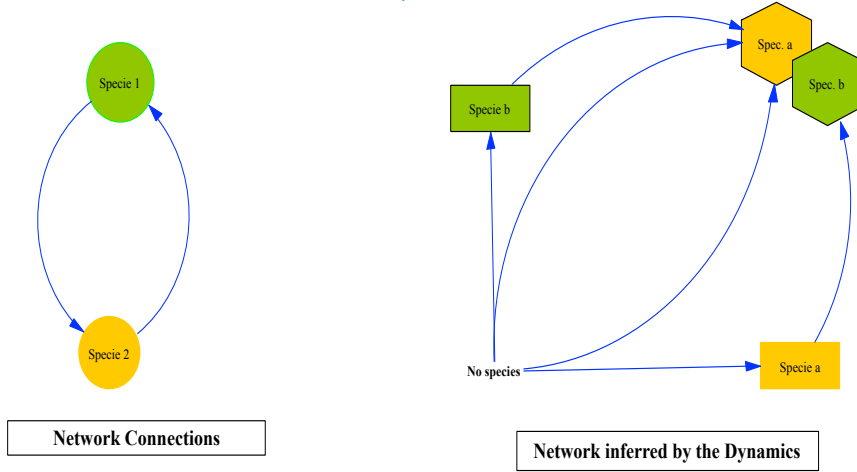 Specie 1
Specie 2
Network Connections
Spec. a
Spec. b
Specie b
No species
Specie a
Network inferred by the Dynamics